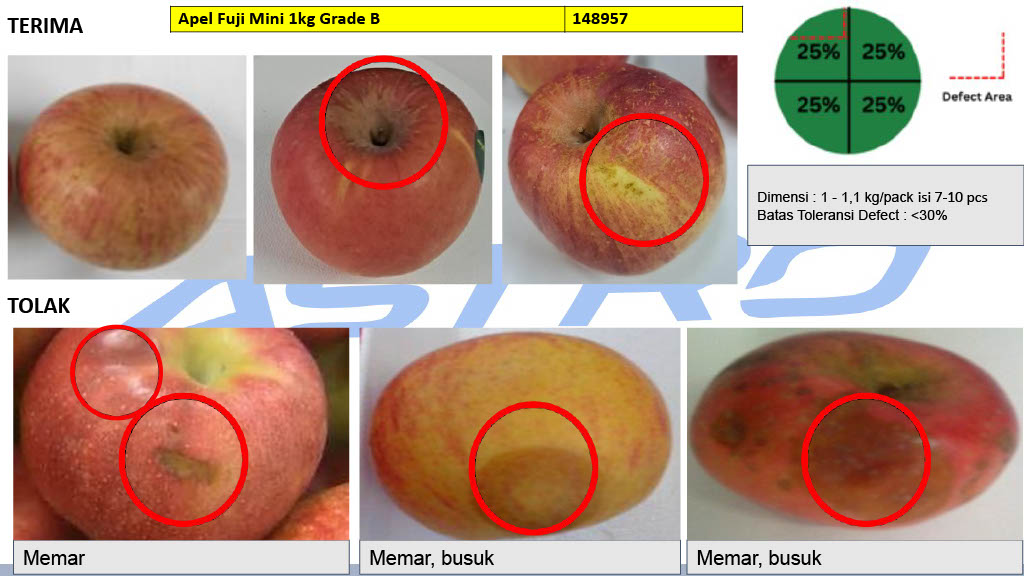 TERIMA
Apel Fuji Mini 1kg Grade B
148957
25%
25%
25%
25%
Defect Area
Dimensi : 1 - 1,1 kg/pack isi 7-10 pcs
Batas Toleransi Defect : <30%
ASTRO
TOLAK
Memar
Memar, busuk
Memar, busuk